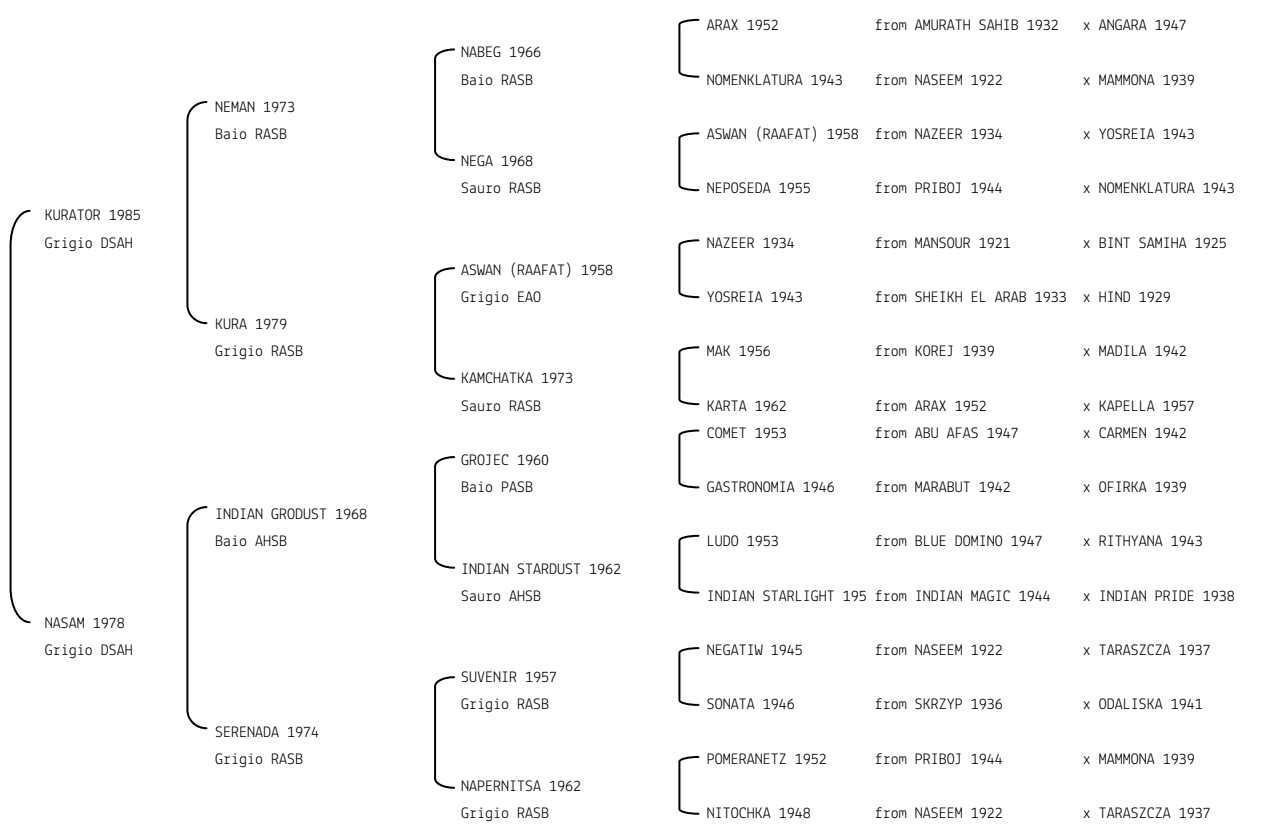 ARAX 1952 from AMURATH SAHIB 1932 x ANGARA 1947
NABEG 1966
Baio RASB NOMENKLATURA 1943 from NASEEM 1922 x MAMMONA 1939
NEMAN 1973
Baio RASB ASWAN (RAAFAT) 1958 from NAZEER 1934 x YOSREIA 1943
NEGA 1968
Sauro RASB NEPOSEDA 1955 from PRIBOJ 1944 x NOMENKLATURA 1943
KURATOR 1985
Grigio DSAH NAZEER 1934 from MANSOUR 1921 x BINT SAMIHA 1925
ASWAN (RAAFAT) 1958
Grigio EAO YOSREIA 1943 from SHEIKH EL ARAB 1933 x HIND 1929
KURA 1979
Grigio RASB MAK 1956 from KOREJ 1939 x MADILA 1942
KAMCHATKA 1973
Sauro RASB KARTA 1962 from ARAX 1952 x KAPELLA 1957
COMET 1953 from ABU AFAS 1947 x CARMEN 1942
GROJEC 1960
Baio PASB GASTRONOMIA 1946 from MARABUT 1942 x OFIRKA 1939
INDIAN GRODUST 1968
Baio AHSB LUDO 1953 from BLUE DOMINO 1947 x RITHYANA 1943
INDIAN STARDUST 1962
Sauro AHSB INDIAN STARLIGHT 195 from INDIAN MAGIC 1944 x INDIAN PRIDE 1938
NASAM 1978
Grigio DSAH NEGATIW 1945 from NASEEM 1922 x TARASZCZA 1937
SUVENIR 1957
Grigio RASB SONATA 1946 from SKRZYP 1936 x ODALISKA 1941
SERENADA 1974
Grigio RASB POMERANETZ 1952 from PRIBOJ 1944 x MAMMONA 1939
NAPERNITSA 1962
Grigio RASB NITOCHKA 1948 from NASEEM 1922 x TARASZCZA 1937